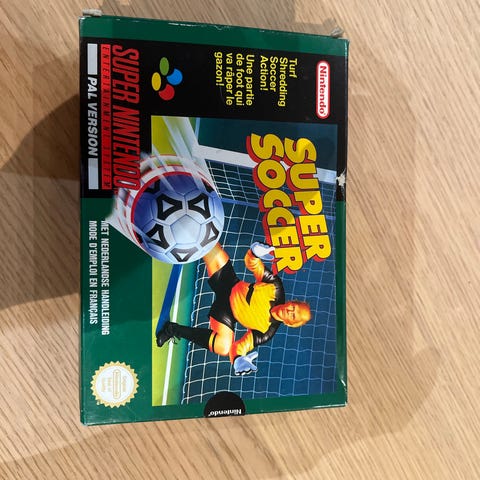 Nintendo
Turf
Shredding
Soccer
Action!
Une partie
de foot qui
va râper le
gazon!
SUPER
SOCCER
SUPER NINTENDO
ENTERTAINMENT SYSTEM
PAL VERSION
MET NEDERLANDSE HANDLEIDING
MODE D'EMPLOI EN FRANÇAIS
Nintendo